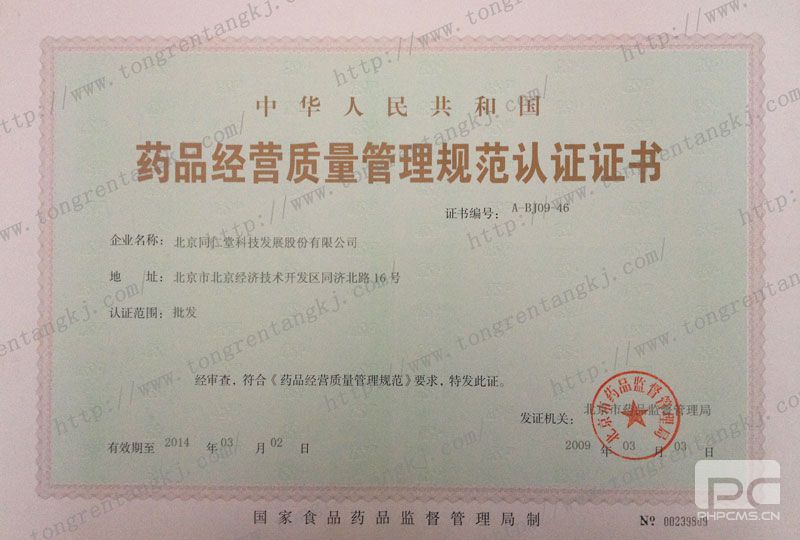 中华人民共和国
药品经营质量管理规范认证证书
证书编号： A-BJ09-46
企业名称： 北京同仁堂科技发展股份有限公司
地 址： 北京市北京经济技术开发区同济北路16号
认证范围： 批发
经审查，符合《药品经营质量管理规范》要求，特发此证。
发证机关： 北京市药品监督管理局
北京市药品监督管理局
有效期至 2014 年 03 月 02 日
2009 年 03 月 03 日
国家食品药品监督管理局制
№ 00239809
PC
PHPCMS.CN
http://www.tongrentangkj.com/